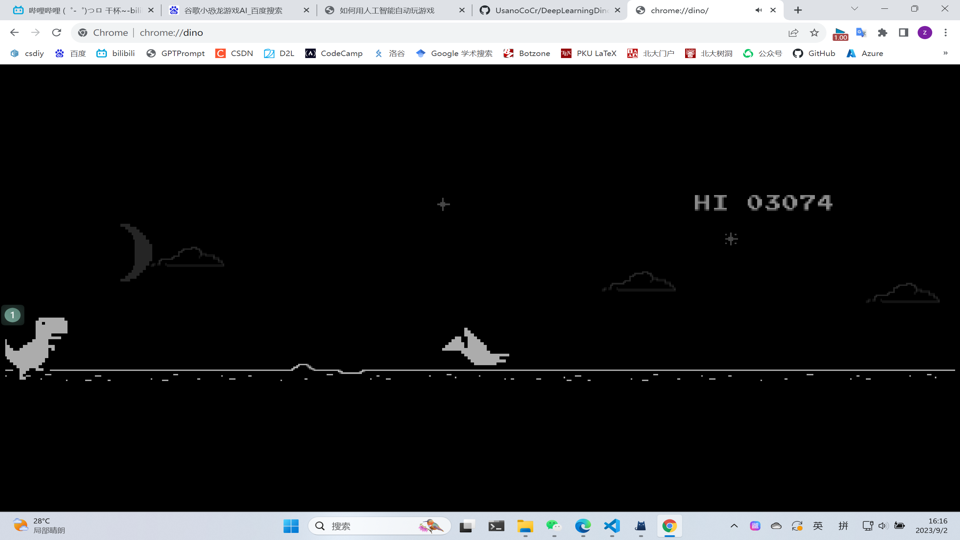 哔哩哔哩 (゜-゜)つロ 干杯~-bili
谷歌小恐龙游戏AI_百度搜索
如何用人工智能自动玩游戏
UsanoCoCr/DeepLearningDin
chrome://dino/
Chrome | chrome://dino
1.00
z
csdiy
百度
bilibili
GPTPrompt
CSDN
D2L
CodeCamp
洛谷
Google 学术搜索
Botzone
PKU LaTeX
北大门户
北大树洞
公众号
GitHub
Azure
»
HI 03074
1
28°C
局部晴朗
搜索
英
拼
16:16
2023/9/2